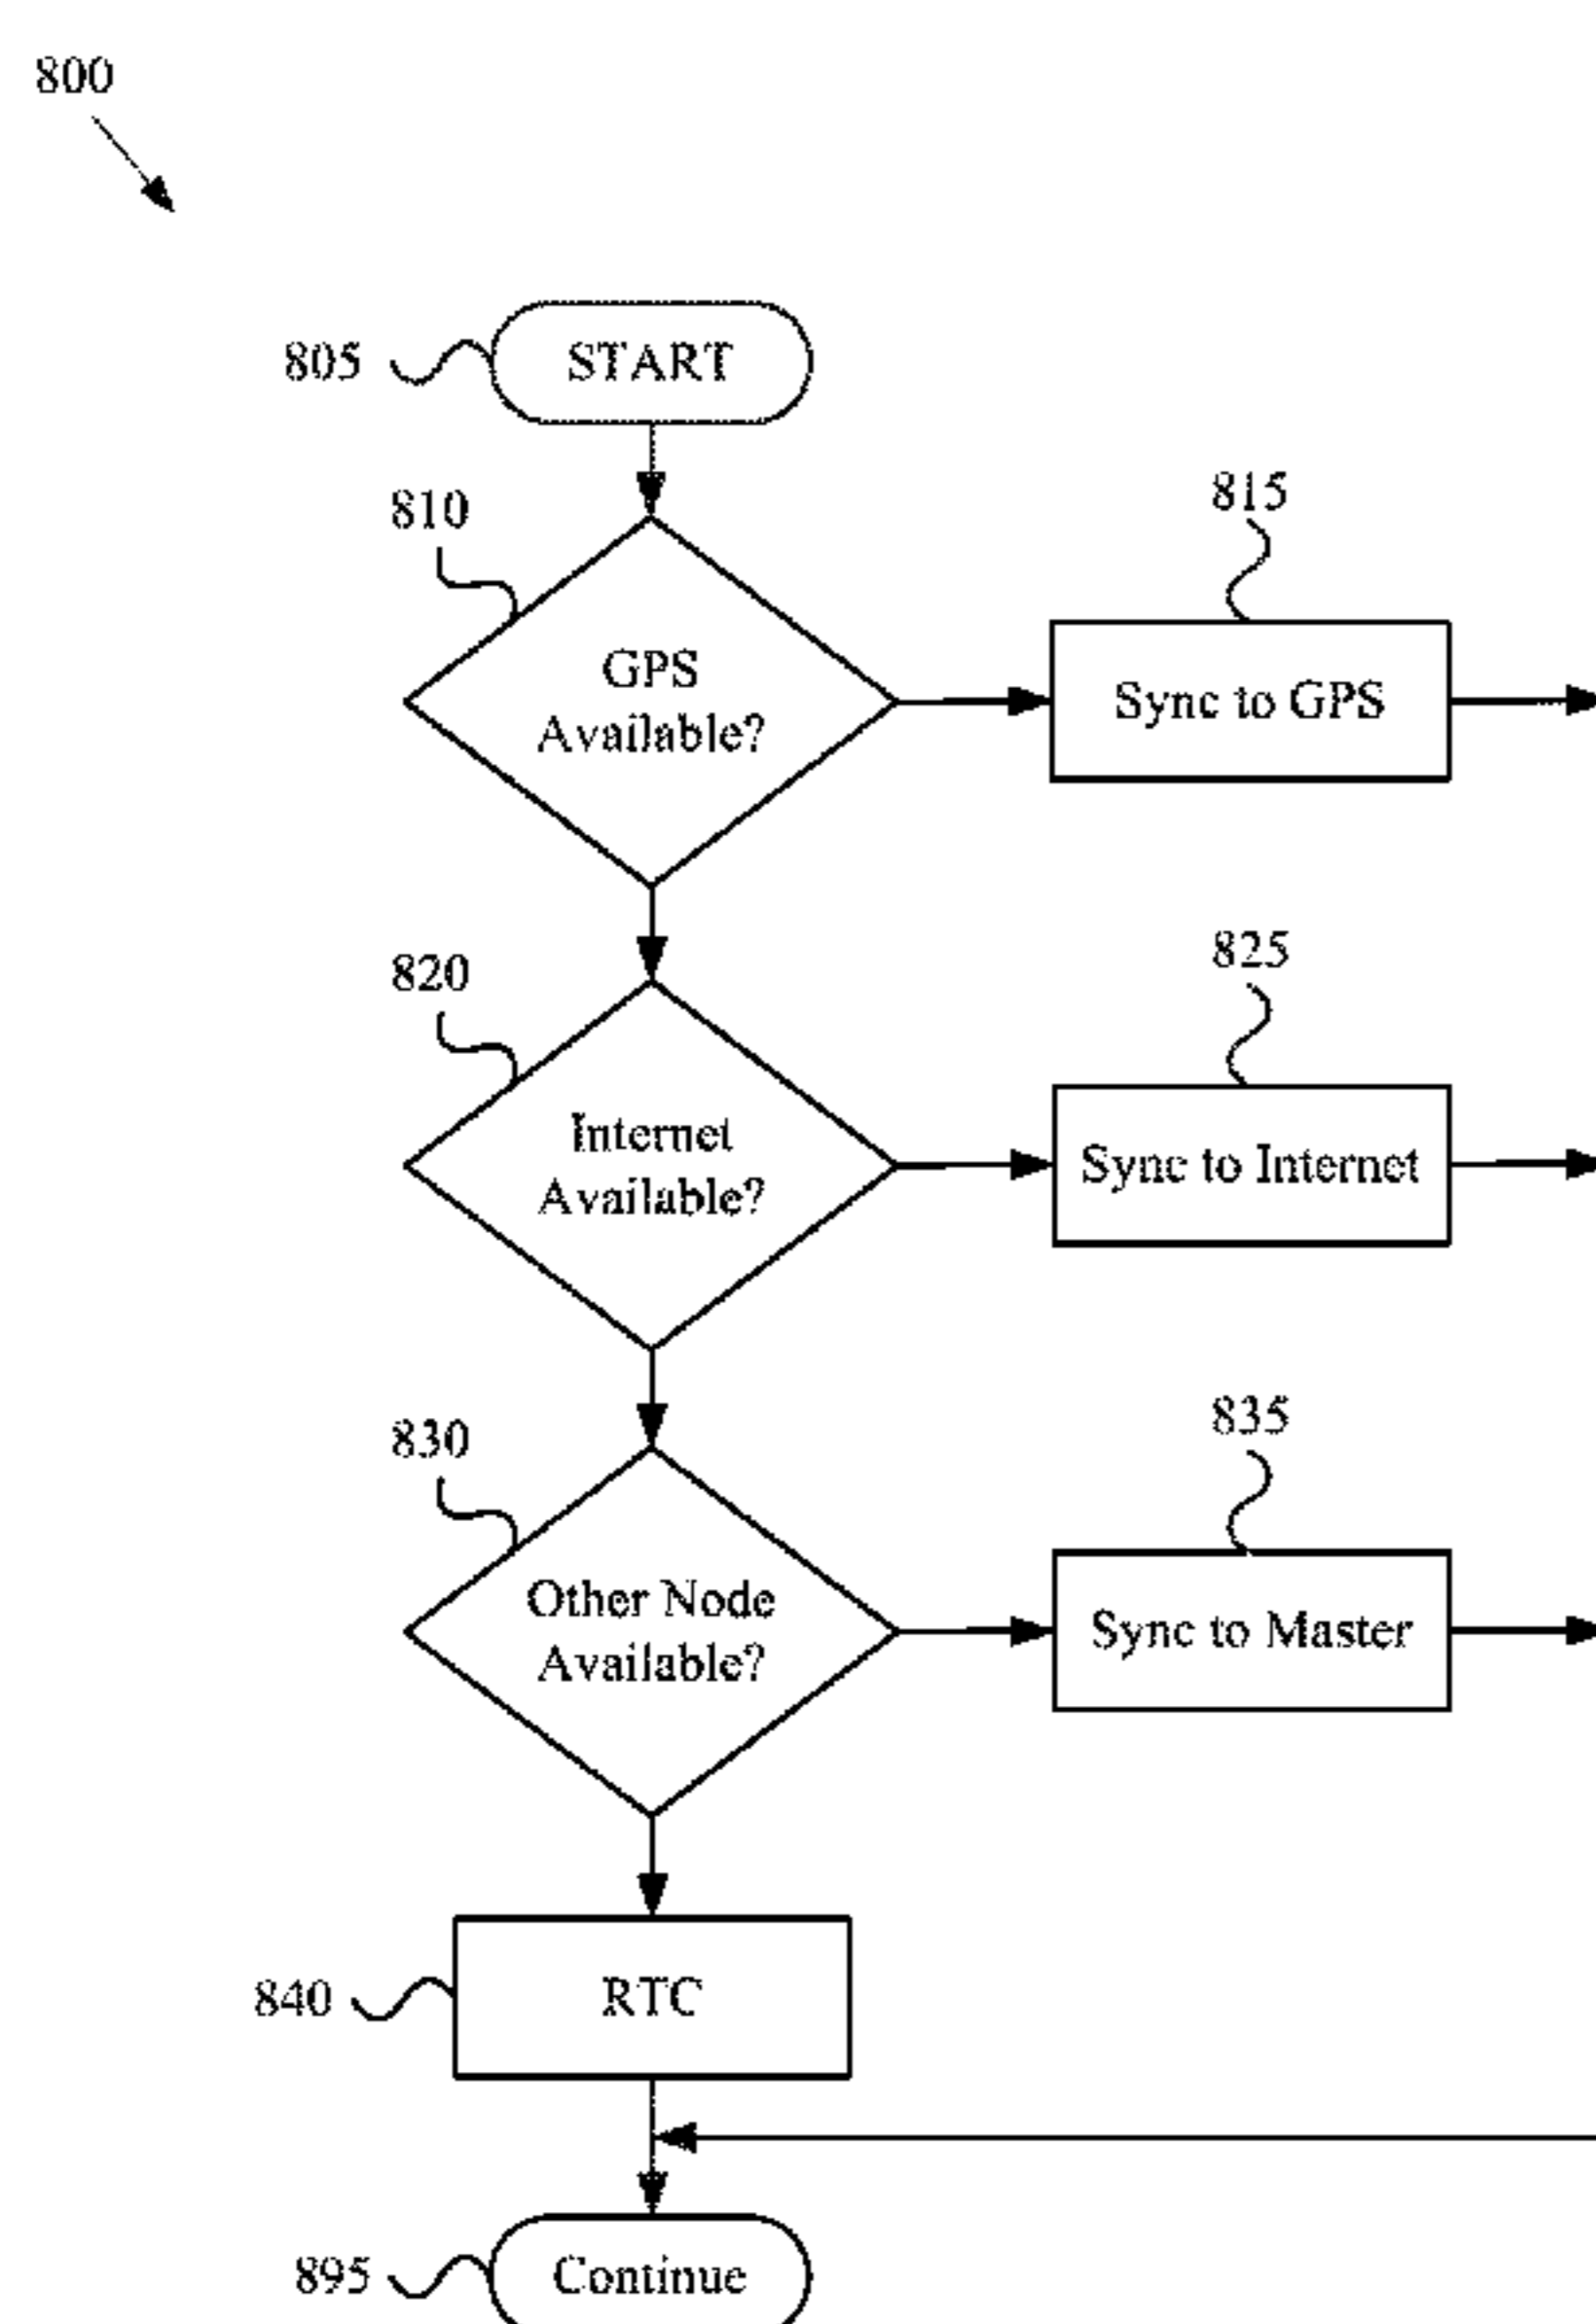 800
805
START
810
815
GPS
Available?
Sync to GPS
820
825
Internet
Available?
Sync to Internet
830
835
Other Node
Available?
Sync to Master
840
RTC
895
Continue